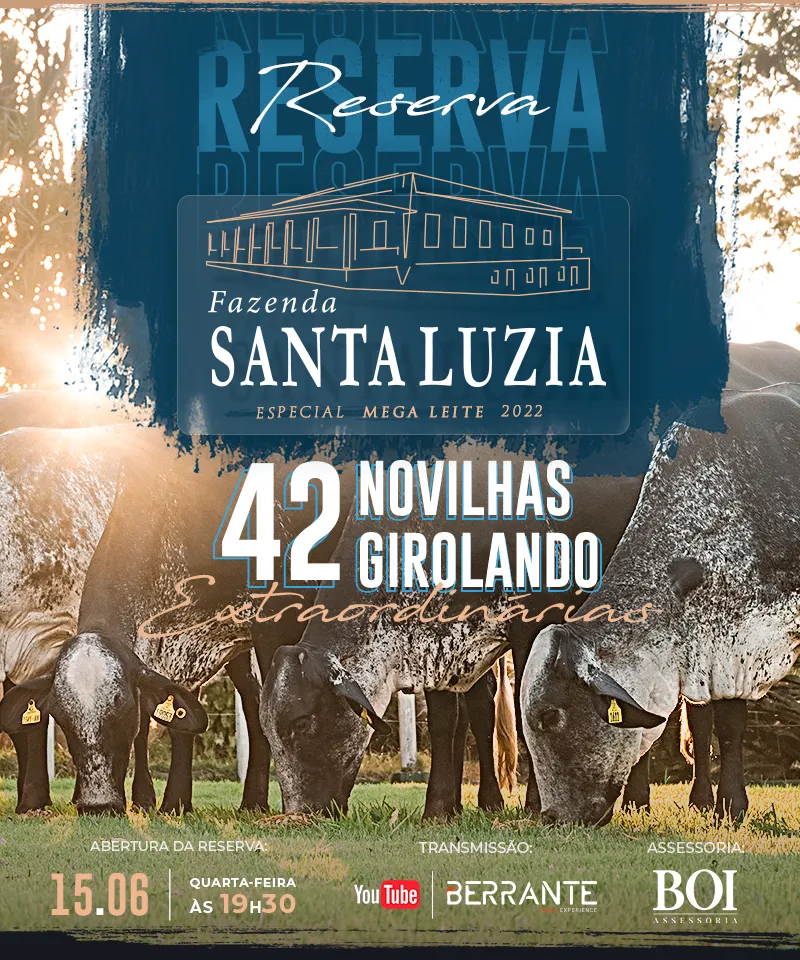 RESERVA
Reserva
RESERVA
Fazenda
SANTA LUZIA
ESPECIAL MEGA LEITE 2022
42 NOVILHAS
GIROLANDO
Extraordinárias
ABERTURA DA RESERVA:
15.06
QUARTA-FEIRA
ÀS 19H30
TRANSMISSÃO:
YouTube
BERRANTE
EXPERIENCE
ASSESSORIA:
BOI
ASSESSORIA